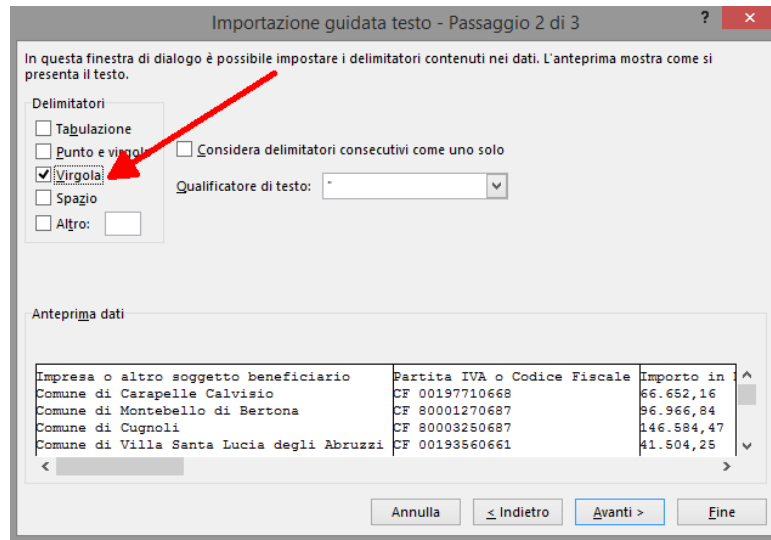 Importazione guidata testo - Passaggio 2 di 3
?
In questa finestra di dialogo è possibile impostare i delimitatori contenuti nei dati. L'anteprima mostra come si
presenta il testo.
Delimitatori
Tabulazione
Punto e virgola
Virgola
Spazio
Altro:
Considera delimitatori consecutivi come uno solo
Qualificatore di testo: "
Anteprima dati
Impresa o altro soggetto beneficiario Partita IVA o Codice Fiscale Importo in
Comune di Carapelle Calvisio CF 00197710668 66.652,16
Comune di Montebello di Bertona CF 80001270687 96.966,84
Comune di Cugnoli CF 80003250687 146.584,47
Comune di Villa Santa Lucia degli Abruzzi CF 00193560661 41.504,25
Annulla < Indietro Avanti > Fine